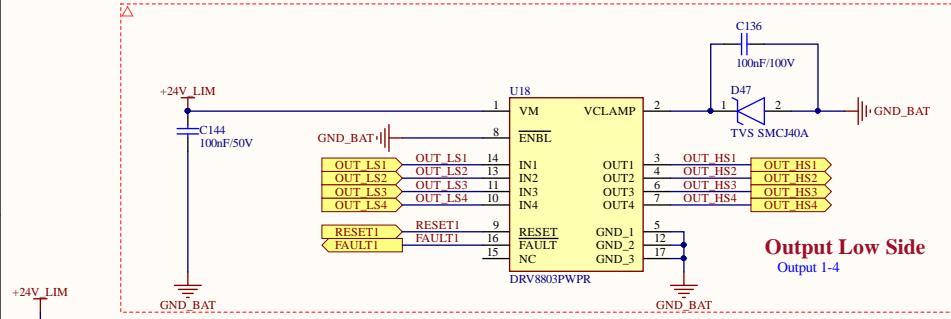 C136
100nF/100V
+24V_LIM
U18
D47
1 VM VCLAMP 2 1 2 GND_BAT
C144
100nF/50V
TVS SMCJ40A
GND_BAT 8 ENBL
OUT_LS1 OUT_LS1 14 IN1 OUT1 3 OUT_HS1 OUT_HS1
OUT_LS2 OUT_LS2 13 IN2 OUT2 4 OUT_HS2 OUT_HS2
OUT_LS3 OUT_LS3 11 IN3 OUT3 6 OUT_HS3 OUT_HS3
OUT_LS4 OUT_LS4 10 IN4 OUT4 7 OUT_HS4 OUT_HS4
RESET1 RESET1 9 RESET GND_1 5
FAULT1 FAULT1 16 FAULT GND_2 12
15 NC GND_3 17
Output Low Side
Output 1-4
DRV8803PWPR
+24V_LIM
GND_BAT
GND_BAT